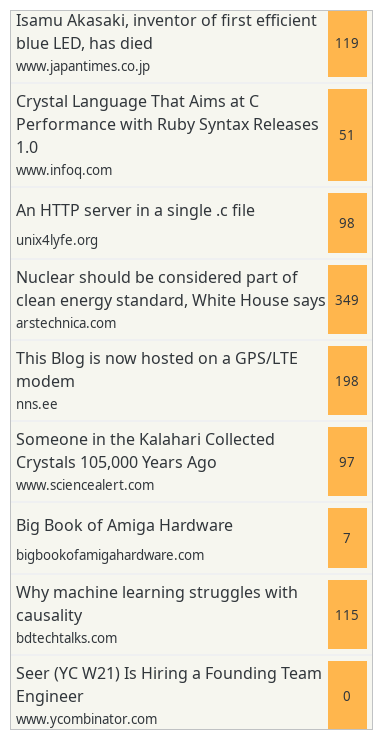 Isamu Akasaki, inventor of first efficient
blue LED, has died
119
www.japantimes.co.jp
Crystal Language That Aims at C
Performance with Ruby Syntax Releases
1.0
51
www.infoq.com
An HTTP server in a single .c file
98
unix4lyfe.org
Nuclear should be considered part of
clean energy standard, White House says
349
arstechnica.com
This Blog is now hosted on a GPS/LTE
modem
198
nns.ee
Someone in the Kalahari Collected
Crystals 105,000 Years Ago
97
www.sciencealert.com
Big Book of Amiga Hardware
7
bigbookofamigahardware.com
Why machine learning struggles with
causality
115
bdtechtalks.com
Seer (YC W21) Is Hiring a Founding Team
Engineer
0
www.ycombinator.com